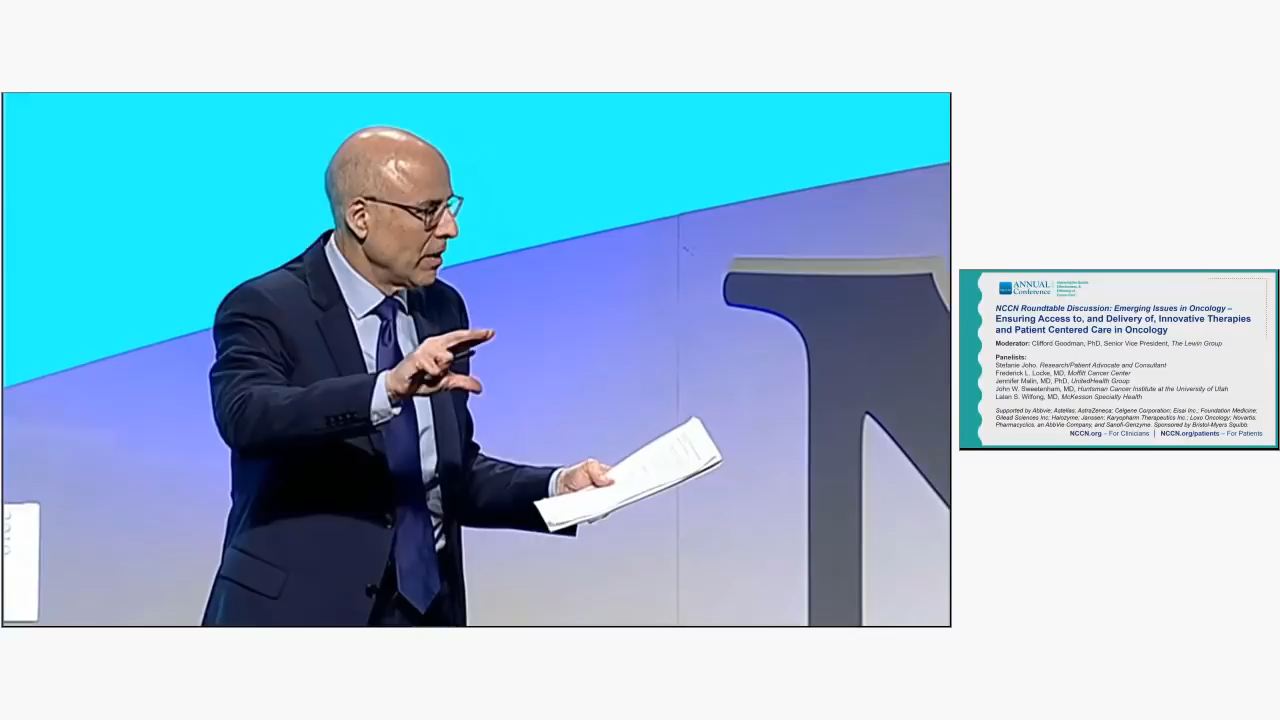 ANNUAL
Conference
NCCN Roundtable Discussion: Emerging Issues in Oncology –
Ensuring Access to, and Delivery of, Innovative Therapies
and Patient Centered Care in Oncology
Moderator: Clifford Goodman, PhD, Senior Vice President, The Lewin Group
Panelists:
Stefanie Joho, Research/Patient Advocate and Consultant
Frederick L. Locke, MD, Moffitt Cancer Center
Jennifer Malin, MD, PhD, UnitedHealth Group
John W. Sweetenham, MD, Huntsman Cancer Institute at the University of Utah
Lalan S. Wilfong, MD, McKesson Specialty Health
Supported by Abbvie; Astellas; AstraZeneca; Celgene Corporation; Eisai Inc.; Foundation Medicine;
Gilead Sciences Inc; Halozyme; Janssen; Karyopharm Therapeutics Inc.; Loxo Oncology; Novartis;
Pharmacyclics, an AbbVie Company, and Sanofi-Genzyme. Sponsored by Bristol-Myers Squibb.
NCCN.org – For Clinicians | NCCN.org/patients – For Patients